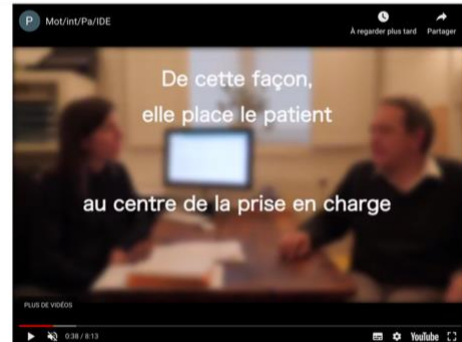 P Mot/int/Pa/IDE
À regarder plus tard Partager
De cette façon,
elle place le patient
au centre de la prise en charge
PLUS DE VIDÉOS
0:38 / 8:13
YouTube